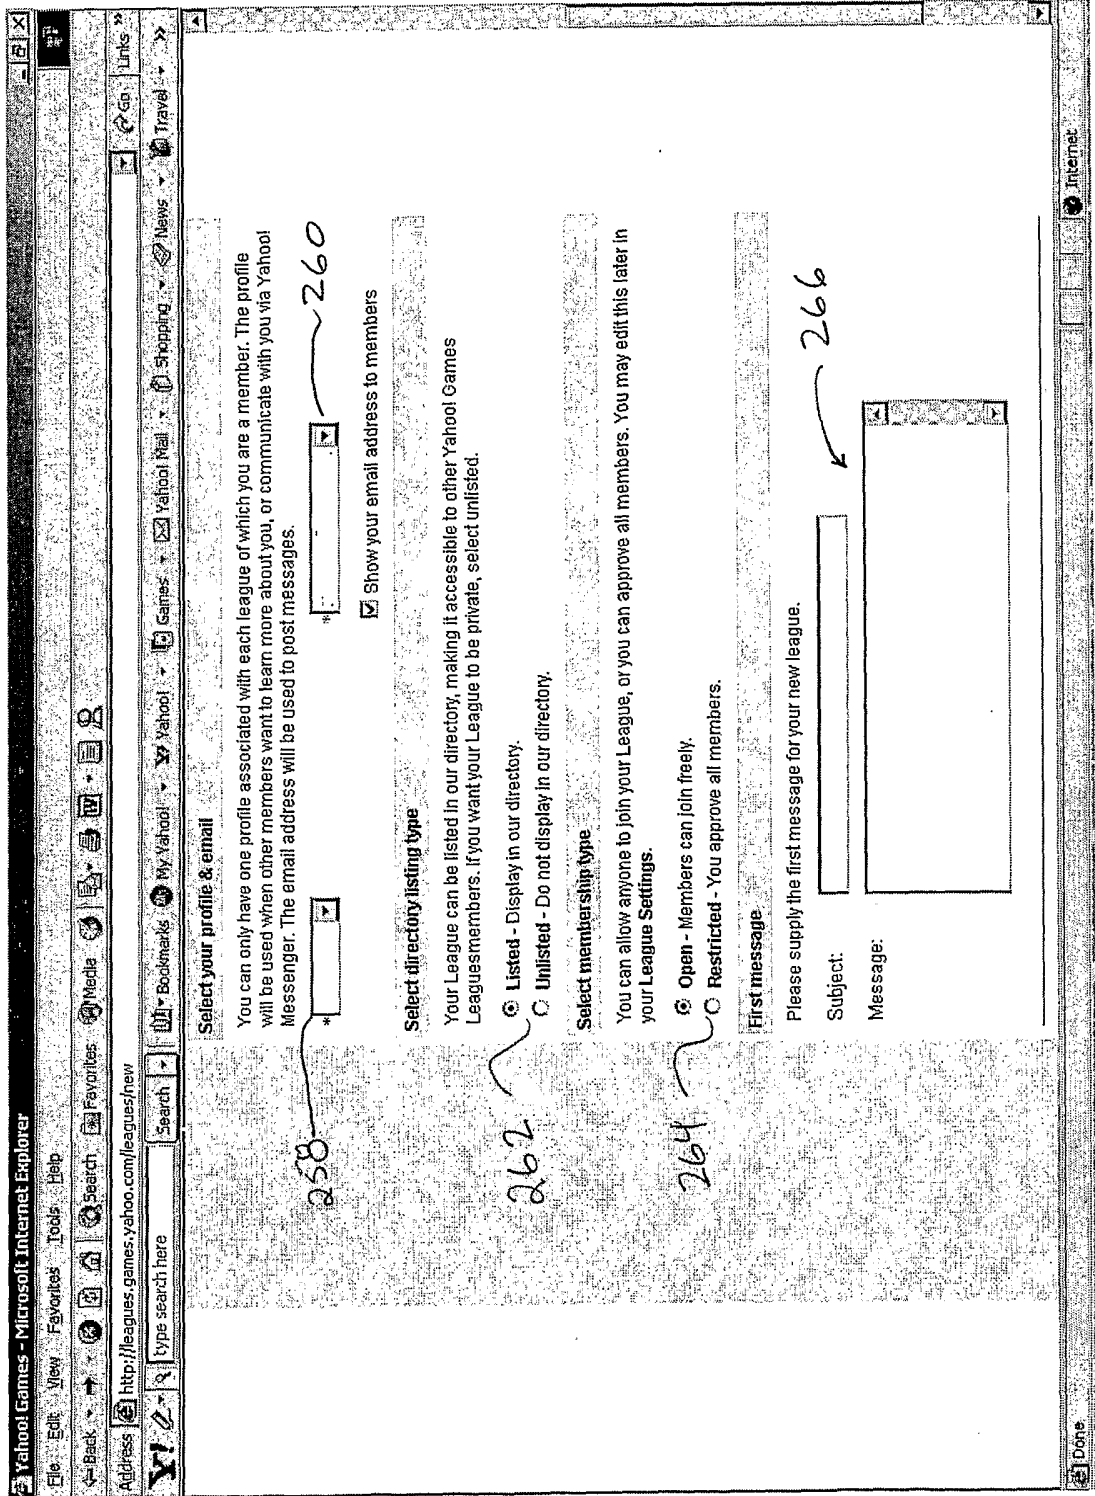 Yahoo! Games - Microsoft Internet Explorer
File Edit View Favorites Tools Help
Back Search Favorites Media
Address http://leagues.games.yahoo.com/leagues/new Go Links »
Y! type search here Search Bookmarks My Yahoo! Yahoo! Games Yahoo! Mail Shopping News Travel »
Select your profile & email
You can only have one profile associated with each league of which you are a member. The profile
will be used when other members want to learn more about you, or communicate with you via Yahoo!
Messenger. The email address will be used to post messages.
258 * * 260
Show your email address to members
Select directory listing type
Your League can be listed in our directory, making it accessible to other Yahoo! Games
Leaguesmembers. If you want your League to be private, select unlisted.
262 Listed - Display in our directory.
Unlisted - Do not display in our directory.
Select membership type
You can allow anyone to join your League, or you can approve all members. You may edit this later in
your League Settings.
264 Open - Members can join freely.
Restricted - You approve all members.
First message
Please supply the first message for your new league.
Subject: 266
Message:
Done Internet